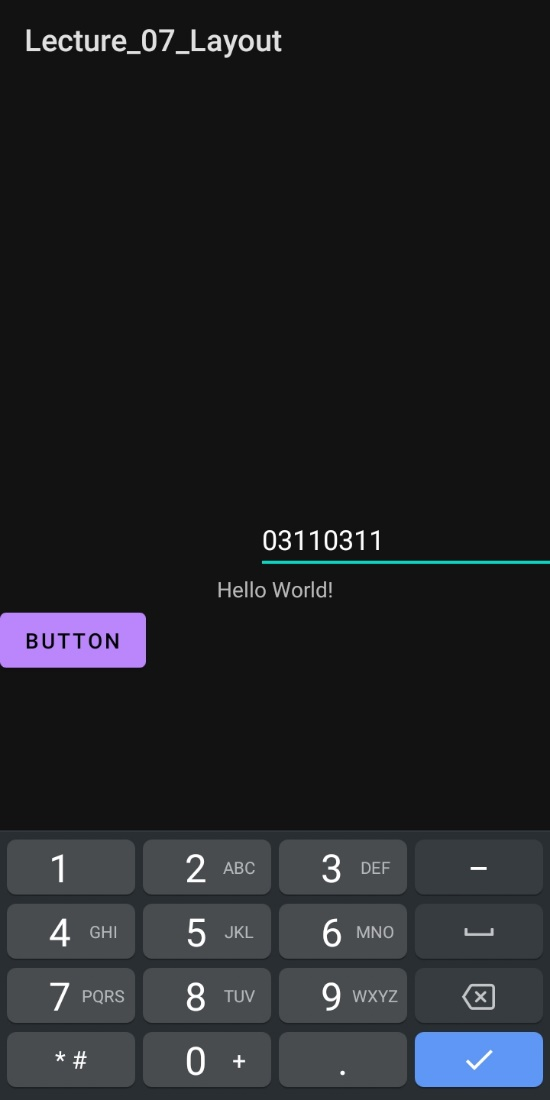 Lecture_07_Layout
03110311
Hello World!
BUTTON
1 2 ABC 3 DEF –
4 GHI 5 JKL 6 MNO
7 PQRS 8 TUV 9 WXYZ
* # 0 + .